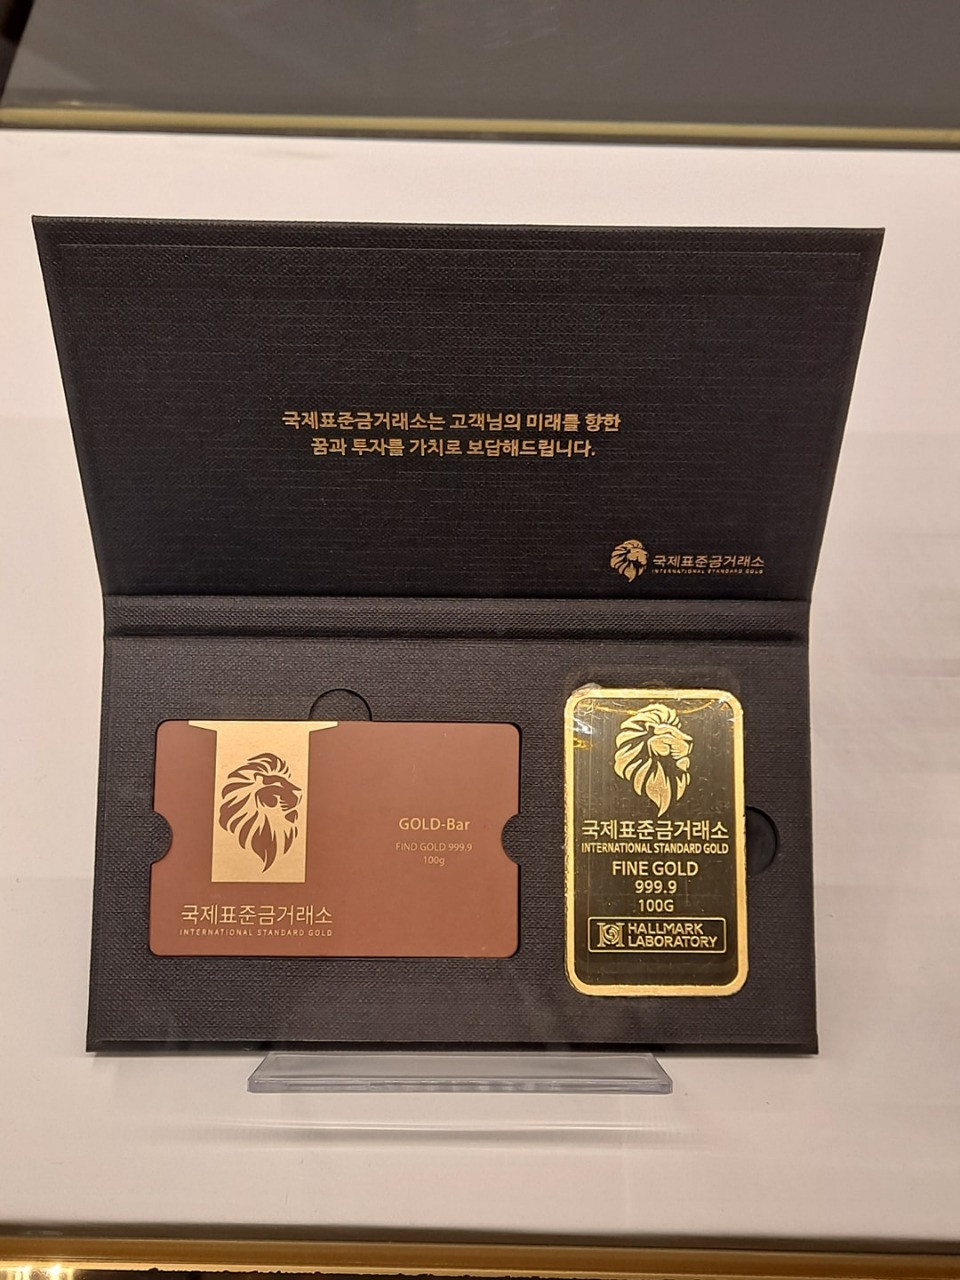 국제표준금거래소는 고객님의 미래를 향한
꿈과 투자를 가치로 보답해드립니다.
국제표준금거래소
INTERNATIONAL STANDARD GOLD
GOLD-Bar
FIND GOLD 999.9
100g
국제표준금거래소
INTERNATIONAL STANDARD GOLD
국제표준금거래소
INTERNATIONAL STANDARD GOLD
FINE GOLD
999.9
100G
HALLMARK
LABORATORY